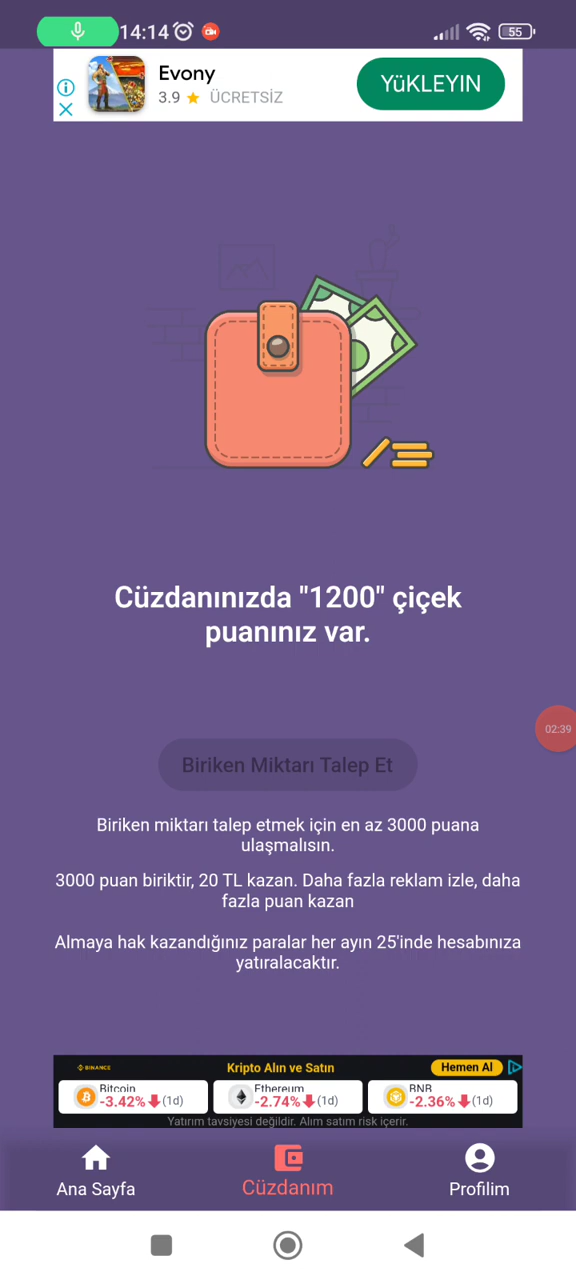 14:14
55
Evony
3.9 ★ ÜCRETSİZ
YüKLEYIN
Cüzdanınızda "1200" çiçek
puanınız var.
02:39
Biriken Miktarı Talep Et
Biriken miktarı talep etmek için en az 3000 puana
ulaşmalısın.
3000 puan biriktir, 20 TL kazan. Daha fazla reklam izle, daha
fazla puan kazan
Almaya hak kazandığınız paralar her ayın 25'inde hesabınıza
yatıralacaktır.
BINANCE
Kripto Alın ve Satın
Hemen Al
Bitcoin
-3.42% (1d)
Ethereum
-2.74% (1d)
BNB
-2.36% (1d)
Yatırım tavsiyesi değildir. Alım satım risk içerir.
Ana Sayfa
Cüzdanım
Profilim